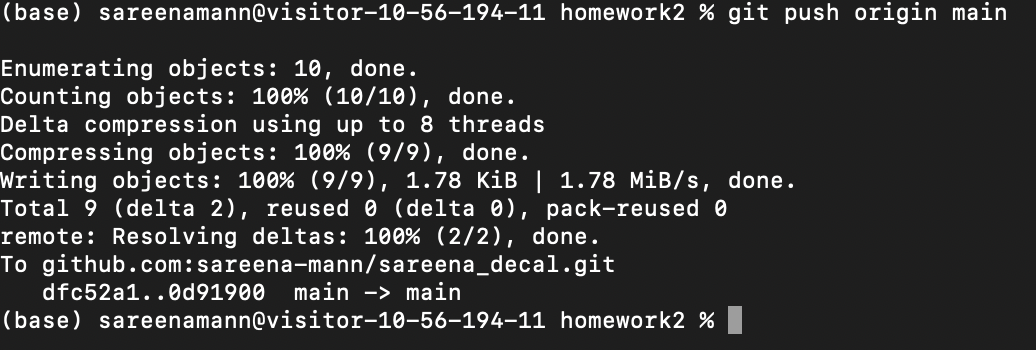 (base) sareenamann@visitor-10-56-194-11 homework2 % git push origin main
Enumerating objects: 10, done.
Counting objects: 100% (10/10), done.
Delta compression using up to 8 threads
Compressing objects: 100% (9/9), done.
Writing objects: 100% (9/9), 1.78 KiB | 1.78 MiB/s, done.
Total 9 (delta 2), reused 0 (delta 0), pack-reused 0
remote: Resolving deltas: 100% (2/2), done.
To github.com:sareena-mann/sareena_decal.git
   dfc52a1..0d91900  main -> main
(base) sareenamann@visitor-10-56-194-11 homework2 %